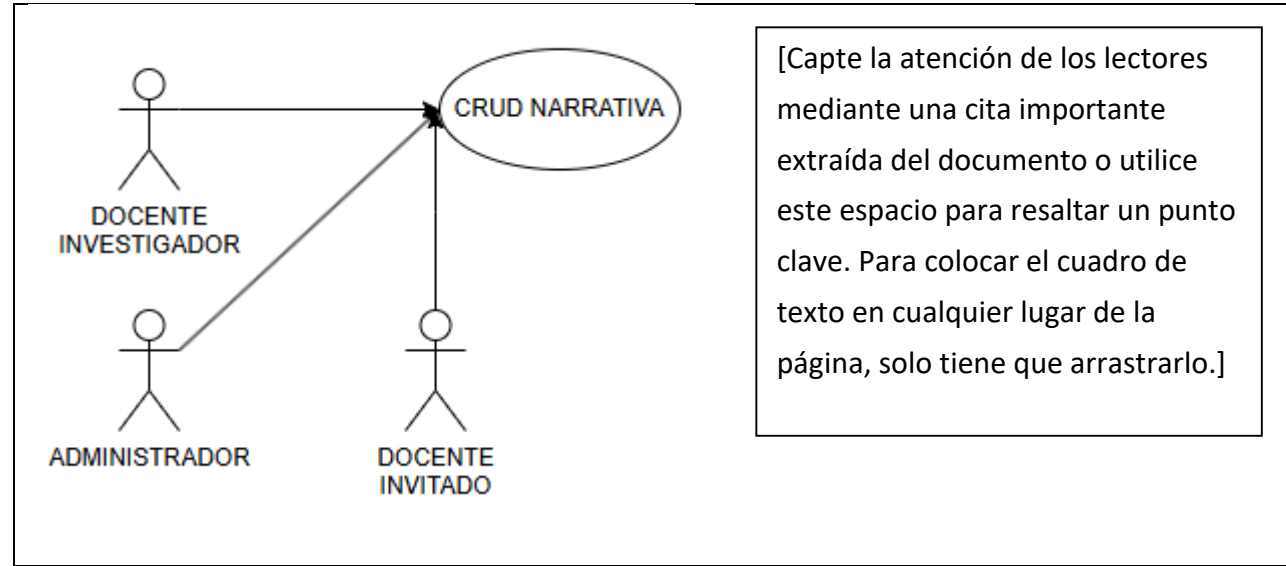 CRUD NARRATIVA
DOCENTE
INVESTIGADOR
ADMINISTRADOR
DOCENTE
INVITADO
[Capte la atención de los lectores
mediante una cita importante
extraída del documento o utilice
este espacio para resaltar un punto
clave. Para colocar el cuadro de
texto en cualquier lugar de la
página, solo tiene que arrastrarlo.]